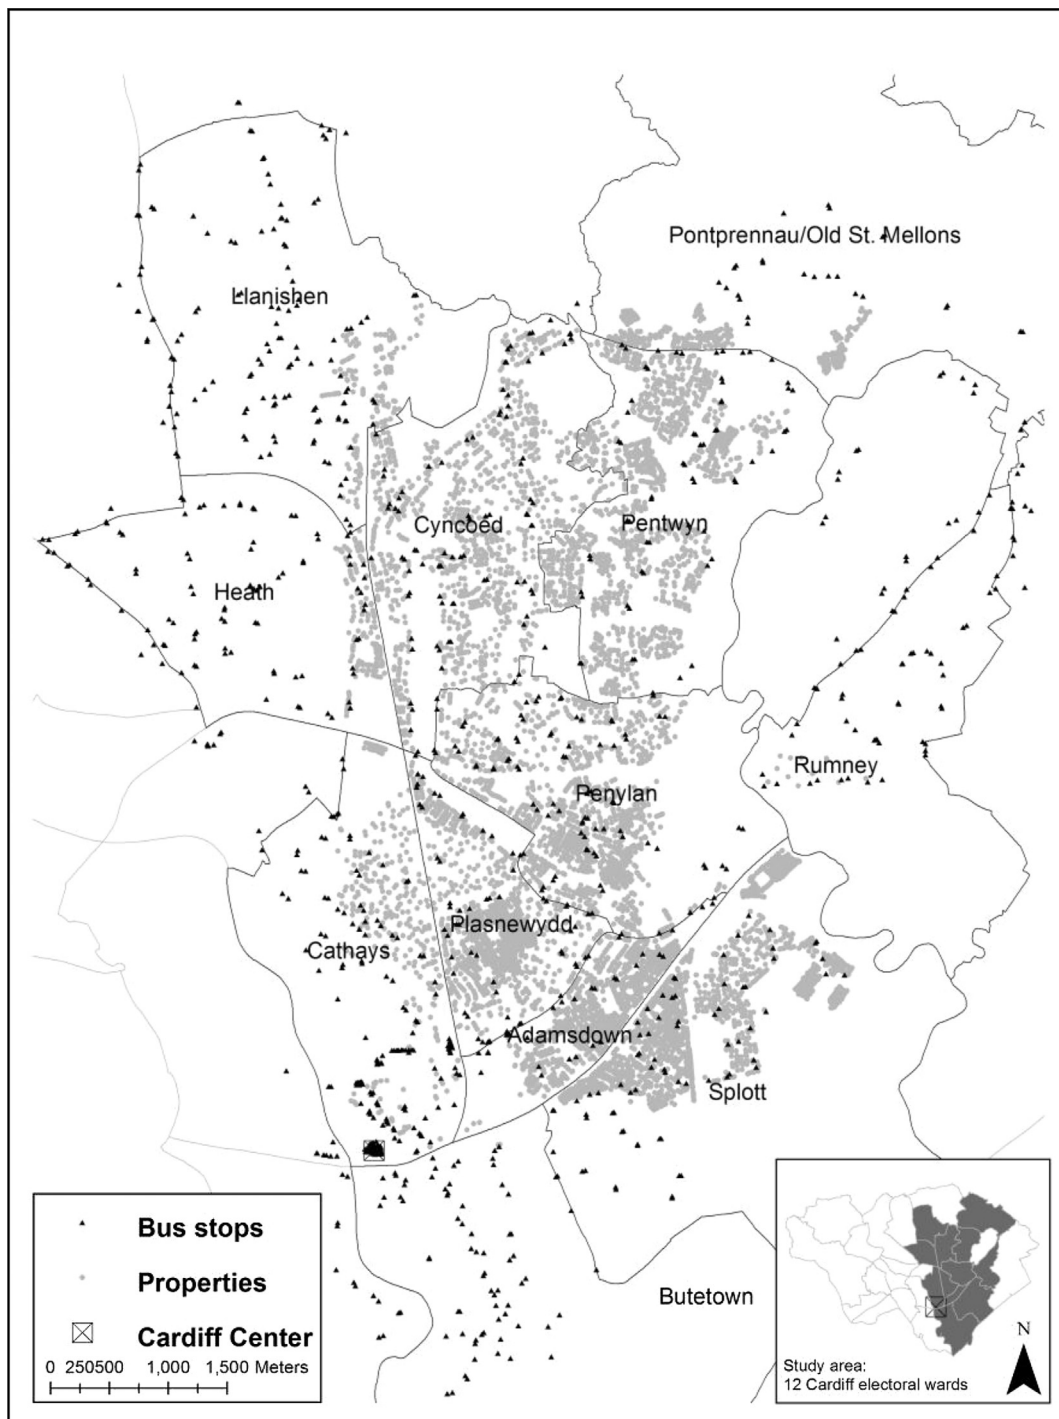 Pontprennau/Old St. Mellons
Llanishen
Cyncoed
Pentwyn
Heath
Rumney
Penylan
Plasnewydd
Cathays
Adamsdown
Splott
Butetown
Bus stops
Properties
Cardiff Center
0 250500 1,000 1,500 Meters
N
Study area:
12 Cardiff electoral wards